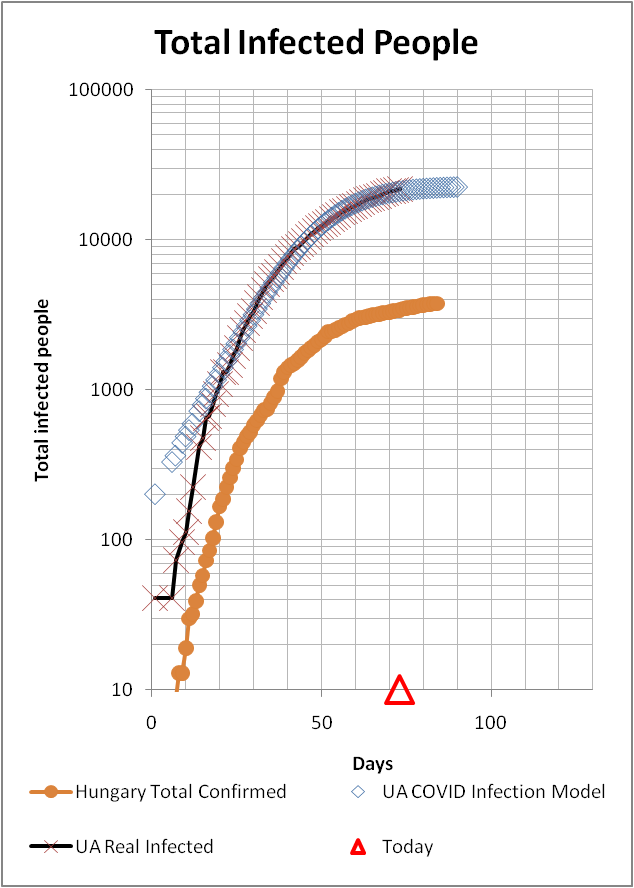 Total Infected People
100000
10000
1000
100
10
Total infected people
0 50 100
Days
Hungary Total Confirmed
UA COVID Infection Model
UA Real Infected
Today